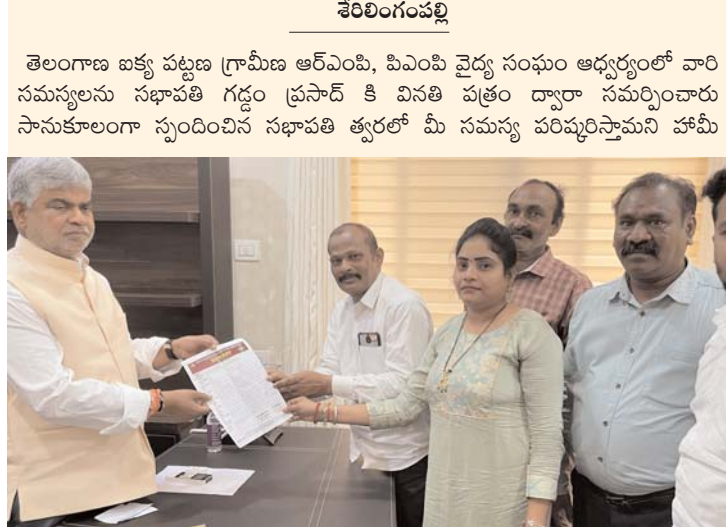 శేరిలింగంపల్లి
తెలంగాణ ఐక్య పట్టణ గ్రామీణ ఆర్ఎంపి, పిఎంపి వైద్య సంఘం ఆధ్వర్యంలో వారి
సమస్యలను సభాపతి గడ్డం ప్రసాద్ కి వినతి పత్రం ద్వారా సమర్పించారు
సానుకూలంగా స్పందించిన సభాపతి త్వరలో మీ సమస్య పరిష్కరిస్తామని హామీ